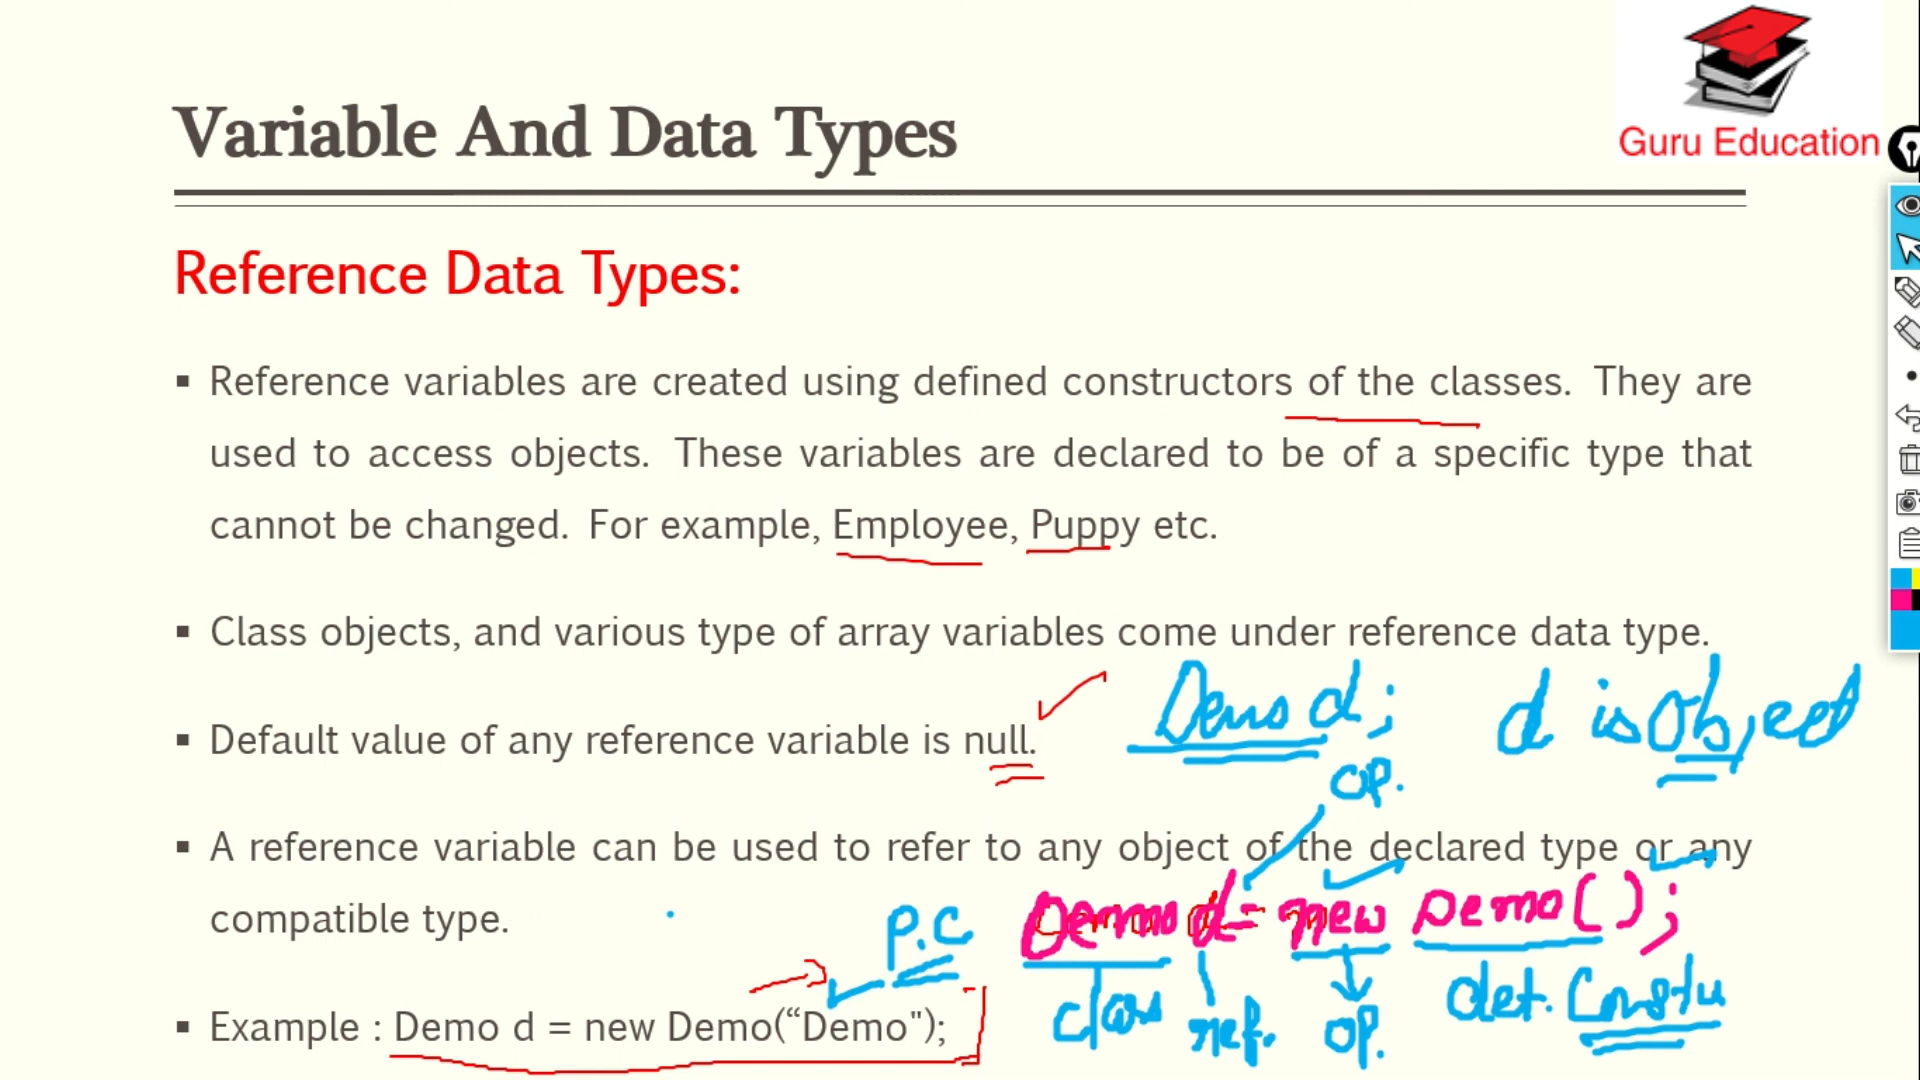 Guru Education
Variable And Data Types
Reference Data Types:
▪ Reference variables are created using defined constructors of the classes. They are
used to access objects. These variables are declared to be of a specific type that
cannot be changed. For example, Employee, Puppy etc.
▪ Class objects, and various type of array variables come under reference data type.
Demo d; d is Object
▪ Default value of any reference variable is null.
OP.
▪ A reference variable can be used to refer to any object of the declared type or any
compatible type.
P.C Demo d = new Demo();
class ref. OP. det. Constu
▪ Example : Demo d = new Demo(“Demo");